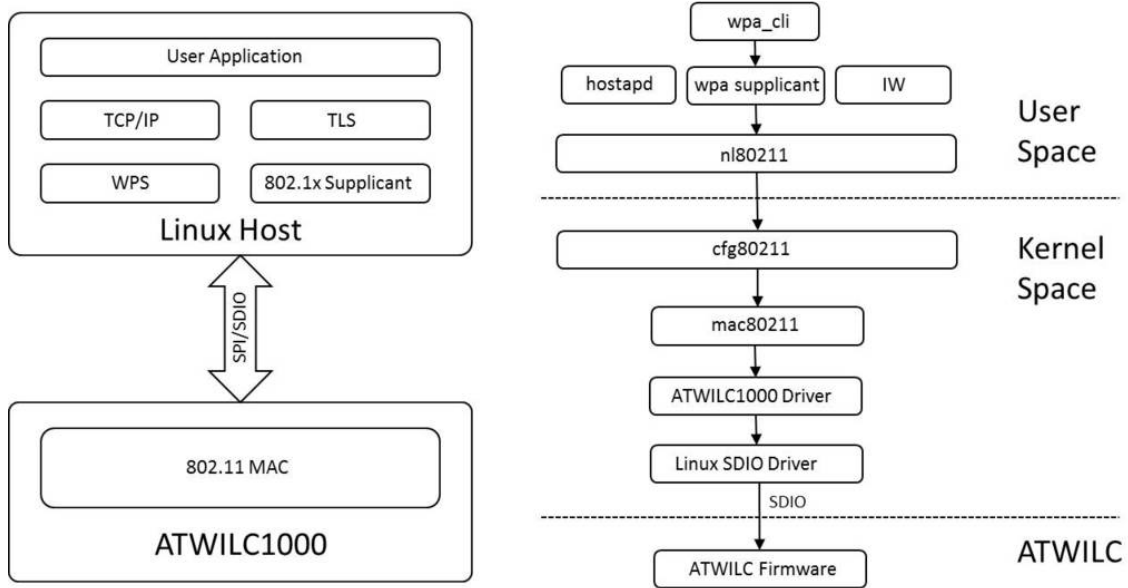 User Application
TCP/IP
TLS
WPS
802.1x Supplicant
Linux Host
SPI/SDIO
802.11 MAC
ATWILC1000
wpa_cli
hostapd
wpa supplicant
IW
nl80211
User
Space
cfg80211
Kernel
Space
mac80211
ATWILC1000 Driver
Linux SDIO Driver
SDIO
ATWILC Firmware
ATWILC